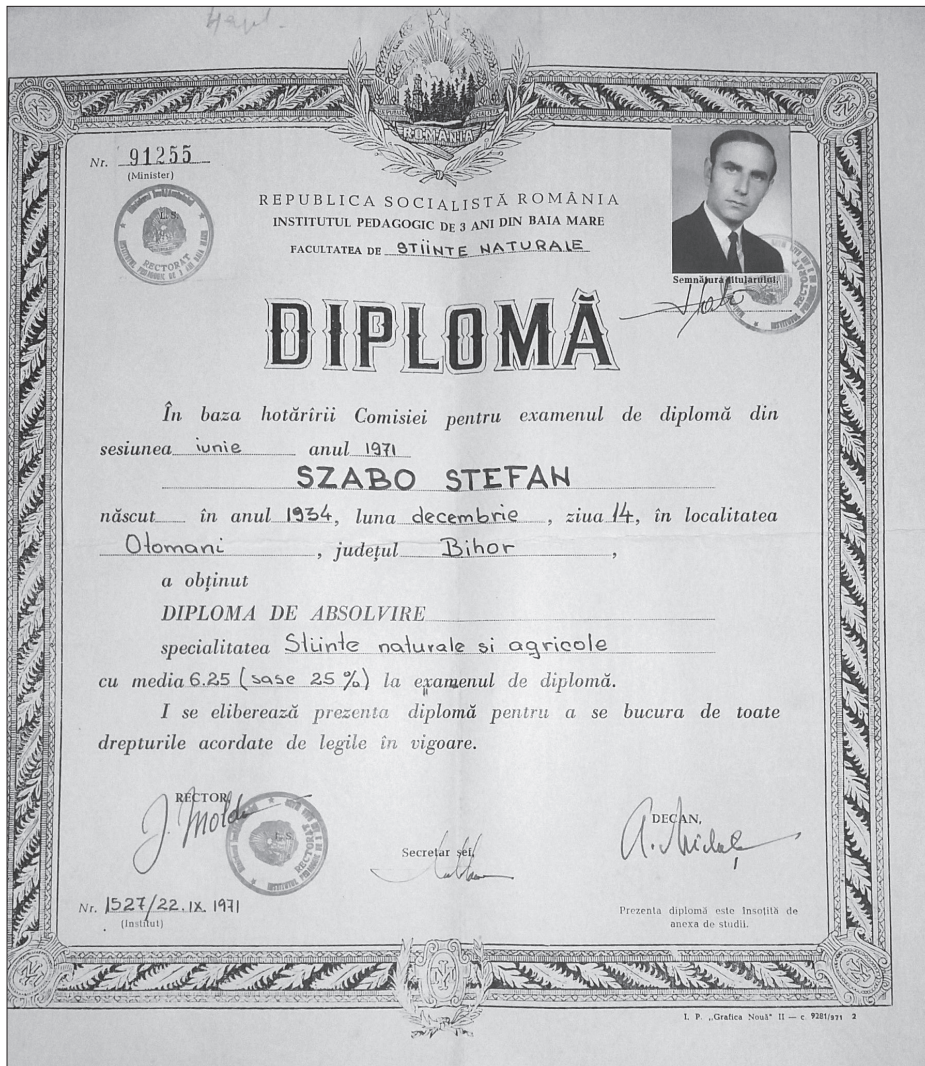 ROMANIA
Nr. 91255
(Minister)
RECTORAT
REPUBLICA SOCIALISTĂ ROMÂNIA
INSTITUTUL PEDAGOGIC DE 3 ANI DIN BAIA MARE
FACULTATEA DE STIINTE NATURALE
Semnătura titularului,
DIPLOMĂ
În baza hotărîrii Comisiei pentru examenul de diplomă din
sesiunea iunie anul 1971
SZABO STEFAN
născut în anul 1934, luna decembrie, ziua 14, în localitatea
Otomani, județul Bihor,
a obținut
DIPLOMA DE ABSOLVIRE
specialitatea Stiinte naturale si agricole
cu media 6.25 (sase 25 %) la examenul de diplomă.
I se eliberează prezenta diplomă pentru a se bucura de toate
drepturile acordate de legile în vigoare.
RECTOR,
Secretar șef,
DECAN,
Nr. 1527/22.IX.1971
(Institut)
Prezenta diplomă este însoțită de
anexa de studii.
I. P. „Grafica Nouă" II — c. 9281/971 2